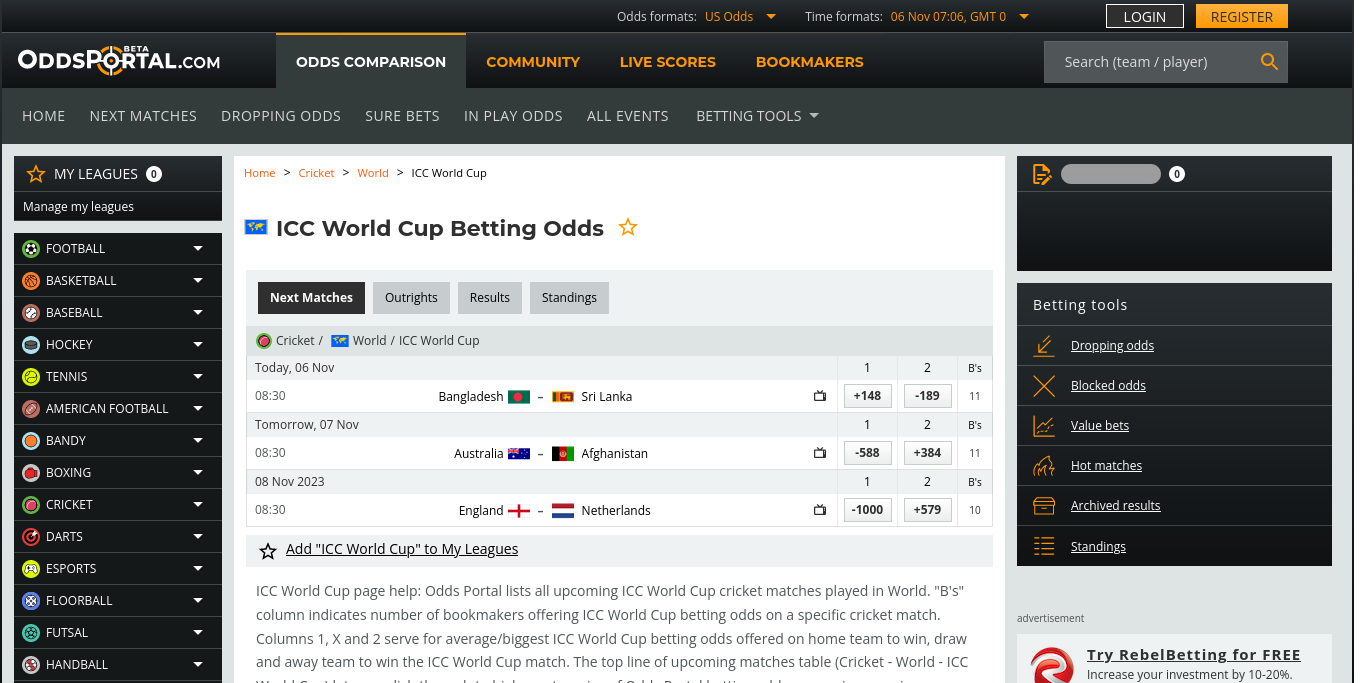 Odds formats: US Odds Time formats: 06 Nov 07:06, GMT 0 LOGIN REGISTER
ODDSPORTAL.COM BETA ODDS COMPARISON COMMUNITY LIVE SCORES BOOKMAKERS Search (team / player)
HOME NEXT MATCHES DROPPING ODDS SURE BETS IN PLAY ODDS ALL EVENTS BETTING TOOLS
MY LEAGUES 0
Manage my leagues
FOOTBALL
BASKETBALL
BASEBALL
HOCKEY
TENNIS
AMERICAN FOOTBALL
BANDY
BOXING
CRICKET
DARTS
ESPORTS
FLOORBALL
FUTSAL
HANDBALL
Home > Cricket > World > ICC World Cup
ICC World Cup Betting Odds
Next Matches Outrights Results Standings
Cricket / World / ICC World Cup
Today, 06 Nov 1 2 B's
08:30 Bangladesh – Sri Lanka +148 -189 11
Tomorrow, 07 Nov 1 2 B's
08:30 Australia – Afghanistan -588 +384 11
08 Nov 2023 1 2 B's
08:30 England – Netherlands -1000 +579 10
Add "ICC World Cup" to My Leagues
ICC World Cup page help: Odds Portal lists all upcoming ICC World Cup cricket matches played in World. "B's"
column indicates number of bookmakers offering ICC World Cup betting odds on a specific cricket match.
Columns 1, X and 2 serve for average/biggest ICC World Cup betting odds offered on home team to win, draw
and away team to win the ICC World Cup match. The top line of upcoming matches table (Cricket - World - ICC
0
Betting tools
Dropping odds
Blocked odds
Value bets
Hot matches
Archived results
Standings
advertisement
Try RebelBetting for FREE
Increase your investment by 10-20%.